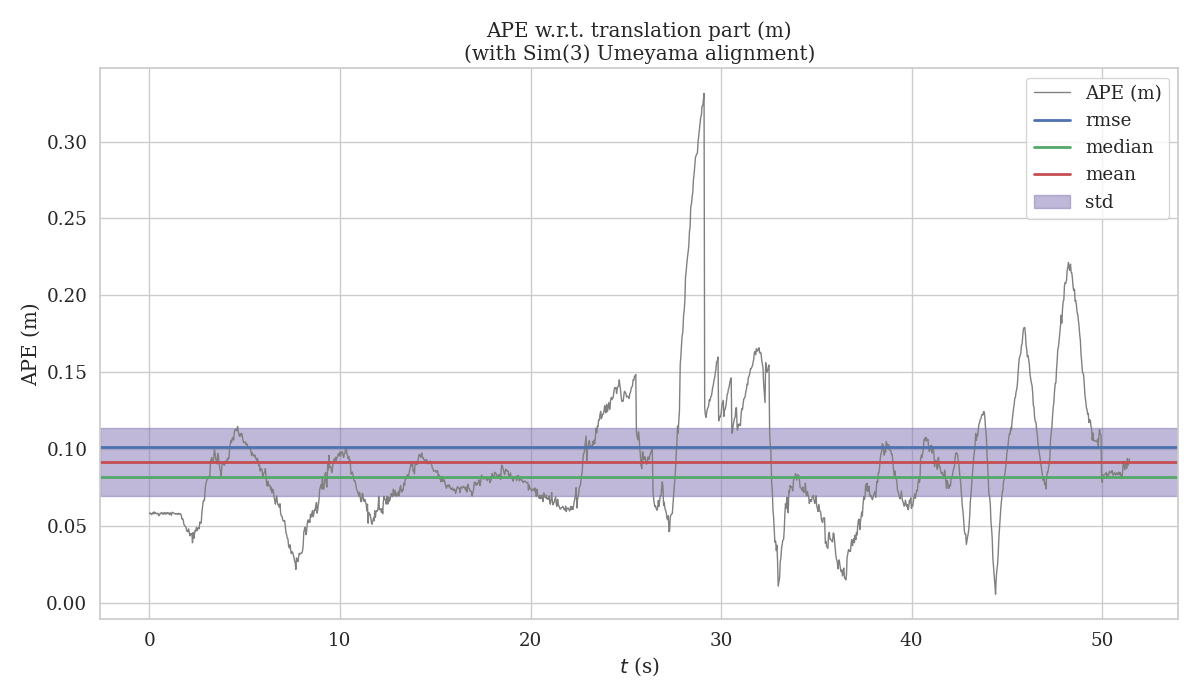 APE w.r.t. translation part (m)
(with Sim(3) Umeyama alignment)
APE (m)
rmse
median
mean
std
APE (m)
0.30
0.25
0.20
0.15
0.10
0.05
0.00
0
10
20
30
40
50
t (s)